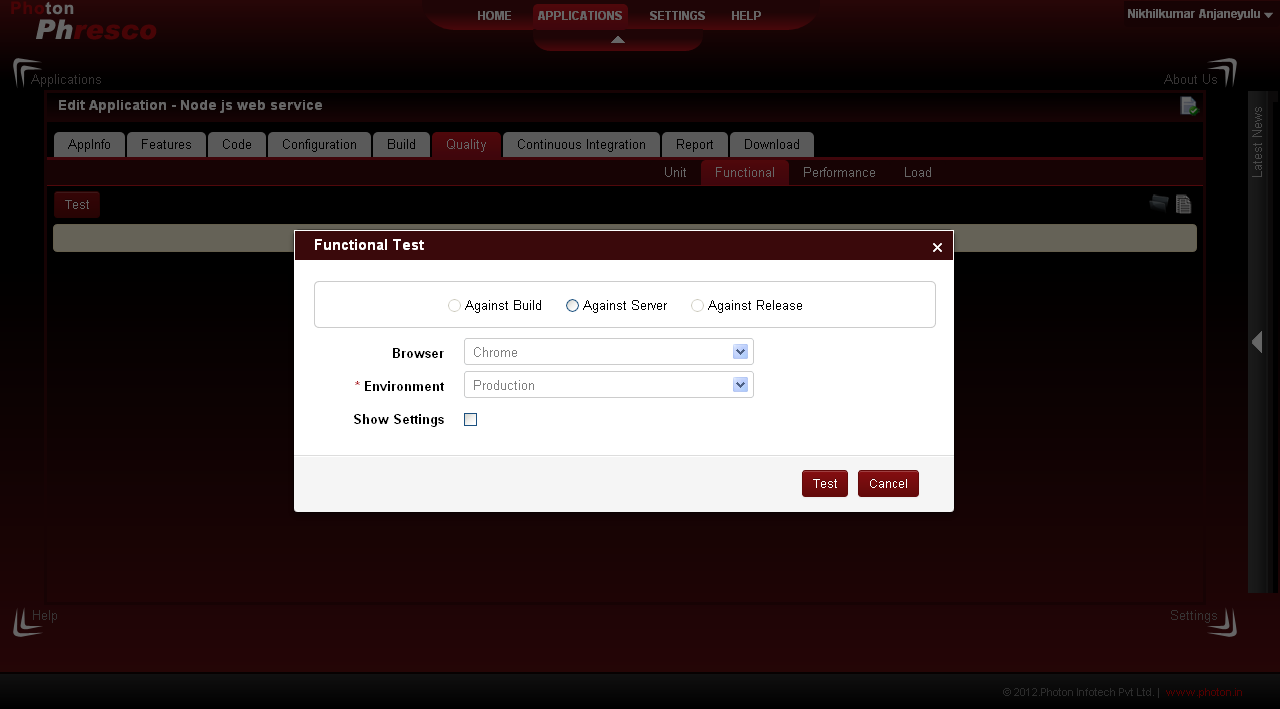 Photon
Phresco
HOME APPLICATIONS SETTINGS HELP
Nikhilkumar Anjaneyulu
Applications
About Us
Edit Application - Node js web service
AppInfo Features Code Configuration Build Quality Continuous Integration Report Download
Unit Functional Performance Load
Test
Latest News
Functional Test
×
Against Build Against Server Against Release
Browser Chrome
* Environment Production
Show Settings
Test Cancel
Help
Settings
© 2012.Photon Infotech Pvt Ltd. | www.photon.in